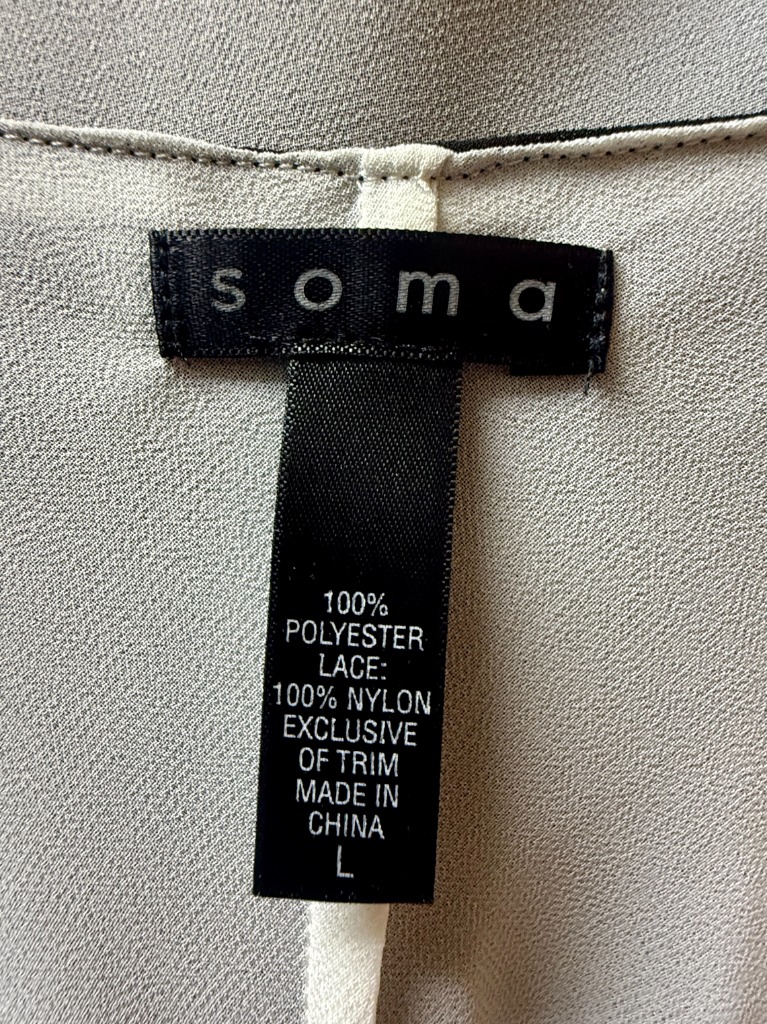 soma
100%
POLYESTER
LACE:
100% NYLON
EXCLUSIVE
OF TRIM
MADE IN
CHINA
L